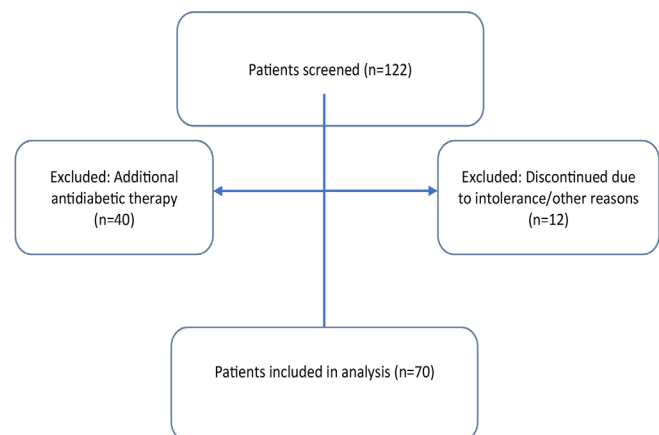 Patients screened (n=122)
Excluded: Additional
antidiabetic therapy
(n=40)
Excluded: Discontinued due
to intolerance/other reasons
(n=12)
Patients included in analysis (n=70)